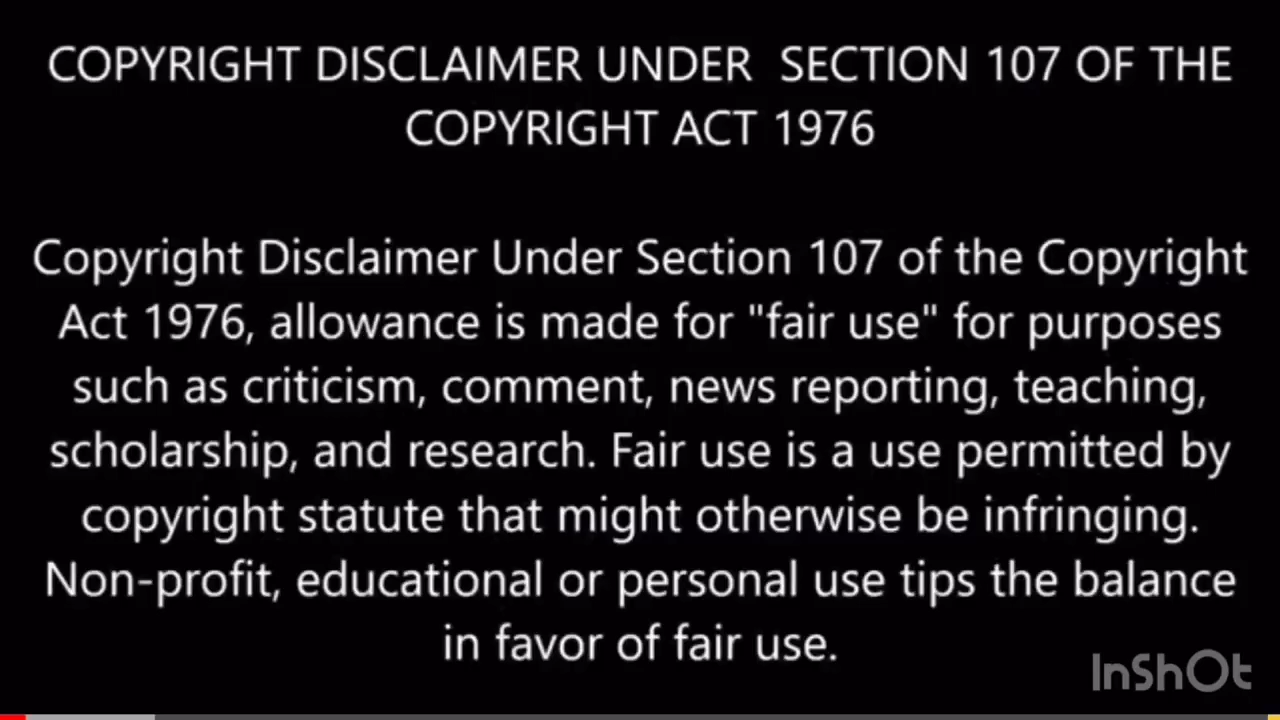 COPYRIGHT DISCLAIMER UNDER  SECTION 107 OF THE
COPYRIGHT ACT 1976
Copyright Disclaimer Under Section 107 of the Copyright
Act 1976, allowance is made for "fair use" for purposes
such as criticism, comment, news reporting, teaching,
scholarship, and research. Fair use is a use permitted by
copyright statute that might otherwise be infringing.
Non-profit, educational or personal use tips the balance
in favor of fair use.
InShOt